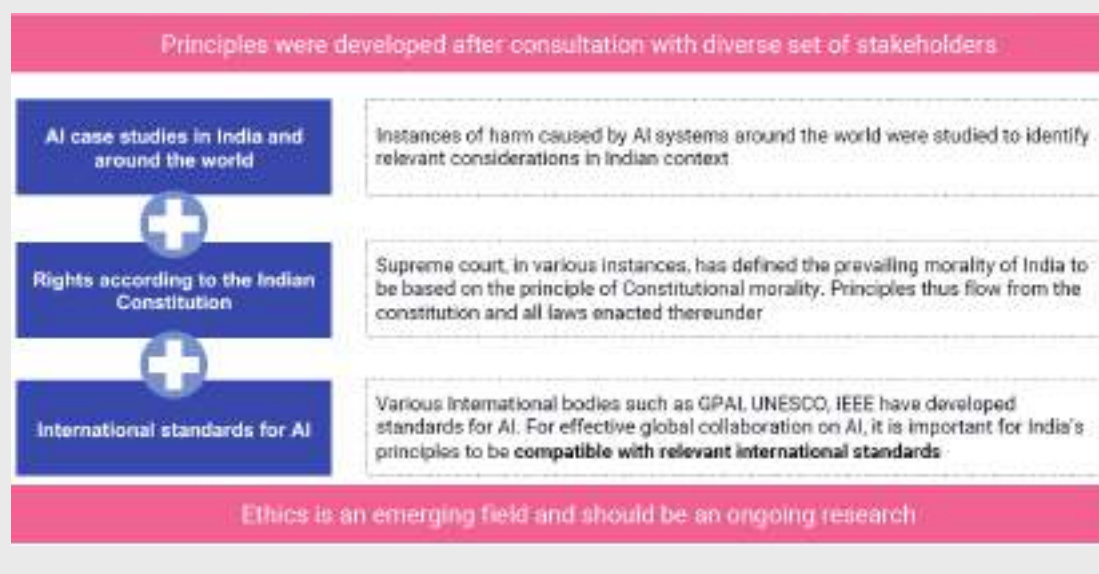 Principles were developed after consultation with diverse set of stakeholders
AI case studies in India and
around the world
Instances of harm caused by AI systems around the world were studied to identify
relevant considerations in Indian context
Rights according to the Indian
Constitution
Supreme court, in various instances, has defined the prevailing morality of India to
be based on the principle of Constitutional morality. Principles thus flow from the
constitution and all laws enacted thereunder
International standards for AI
Various International bodies such as GPAI, UNESCO, IEEE have developed
standards for AI. For effective global collaboration on AI, it is important for India's
principles to be compatible with relevant international standards
Ethics is an emerging field and should be an ongoing research